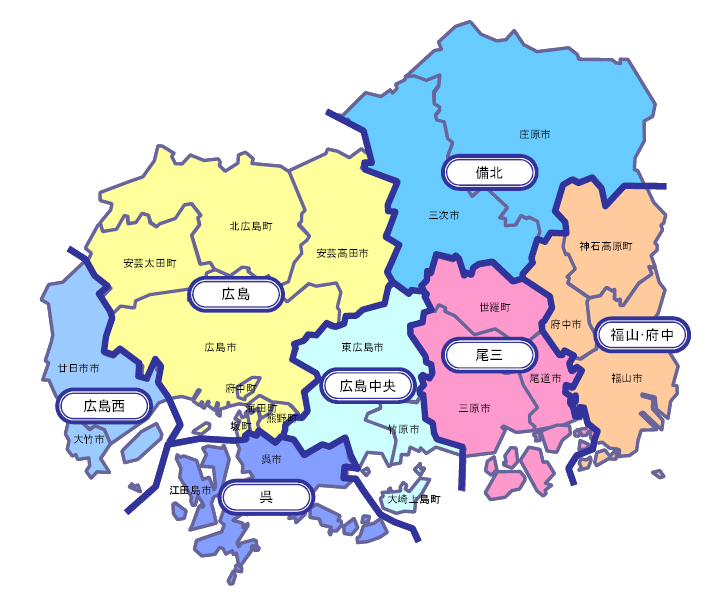 庄原市
備北
三次市
北広島町
神石高原町
安芸高田市
安芸太田町
広島
世羅町
府中市
福山·府中
広島市
東広島市
尾三
廿日市市
尾道市
福山市
府中町
広島中央
広島西
海田町
三原市
熊野町
坂町
竹原市
大竹市
呉市
江田島市
呉
大崎上島町